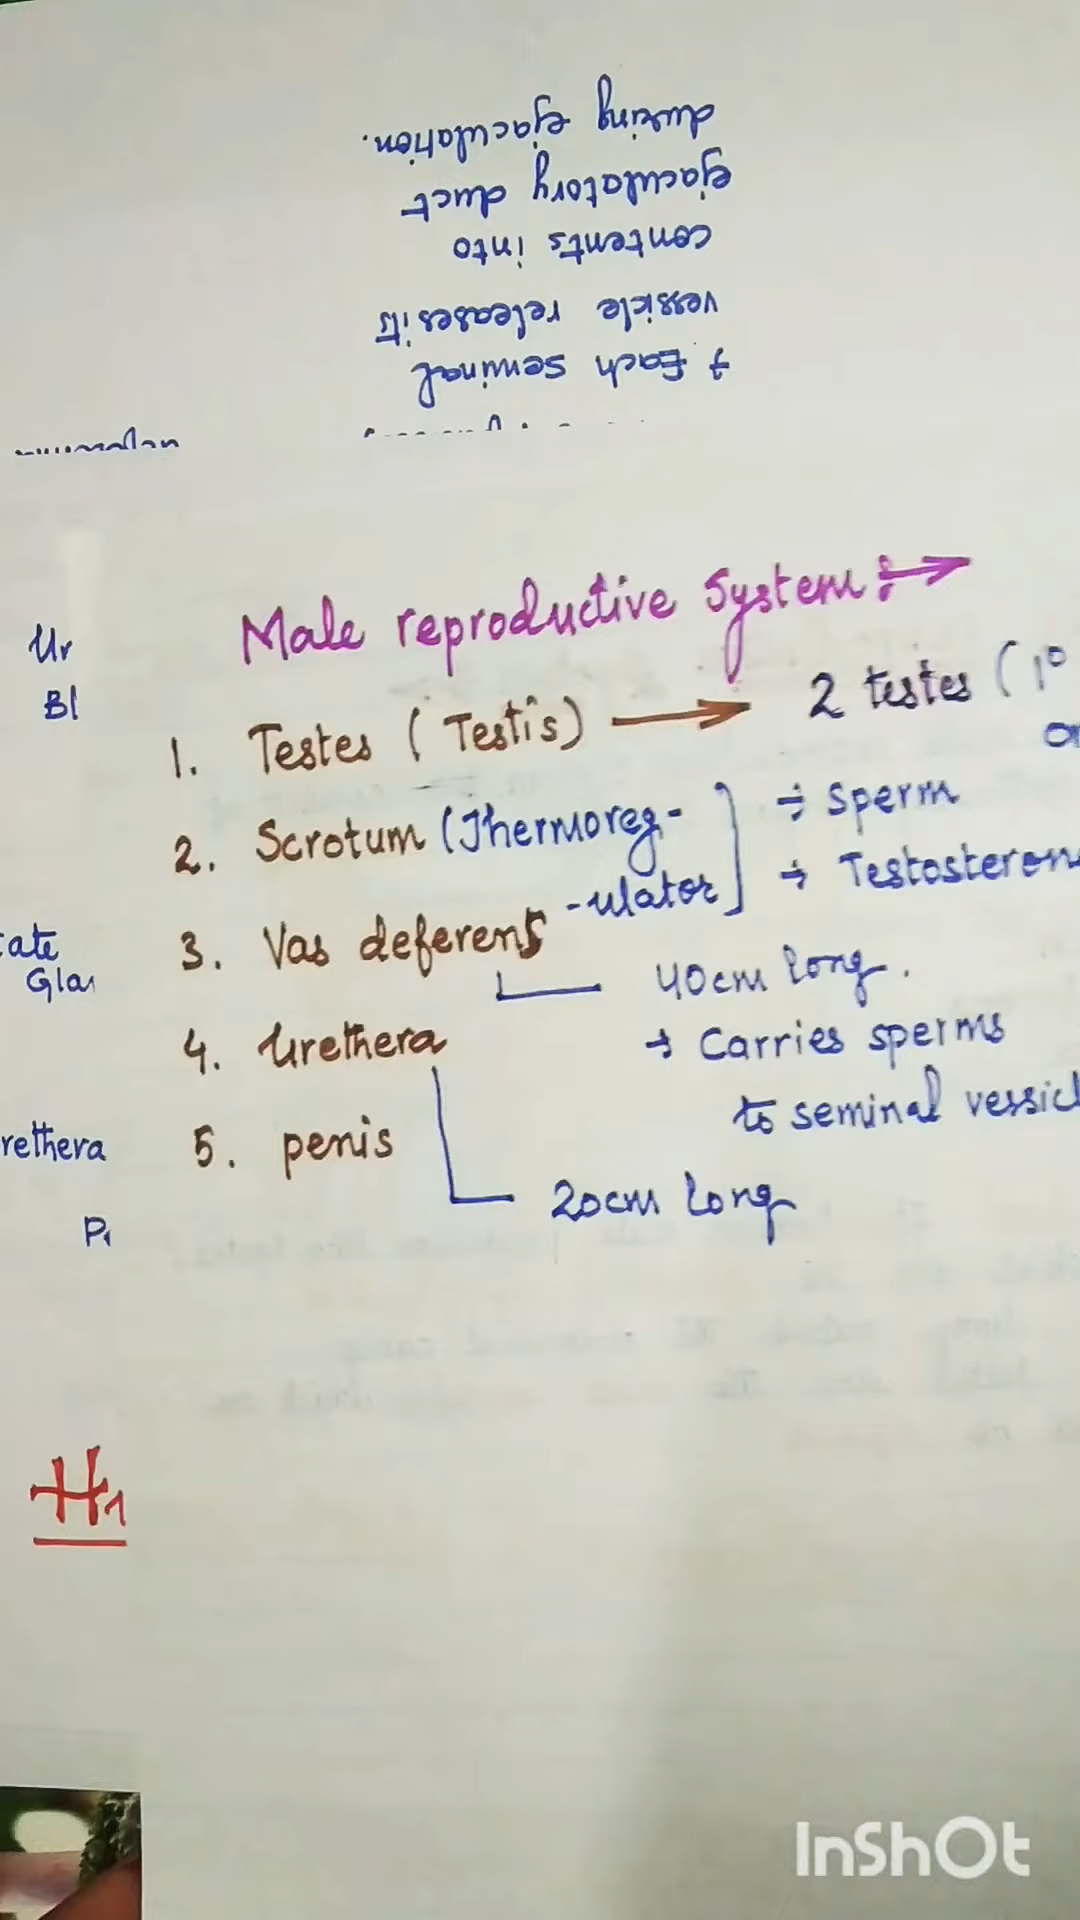 → Each seminal
vessicle releases its
contents into
ejaculatory duct
during ejaculation.
Male reproductive system :→
Ur
Bl
1. Testes ( Testis) → 2 testes ( 1°
or
2. Scrotum (Thermoreg-
-ulator ]
→ Sperm
→ Testosteron
3. Vas deferens
40cm long.
→ Carries sperms
to seminal vessicl
ate
Gla
4. Urethera
20cm long
rethera
5. penis
P
H1
InShOt